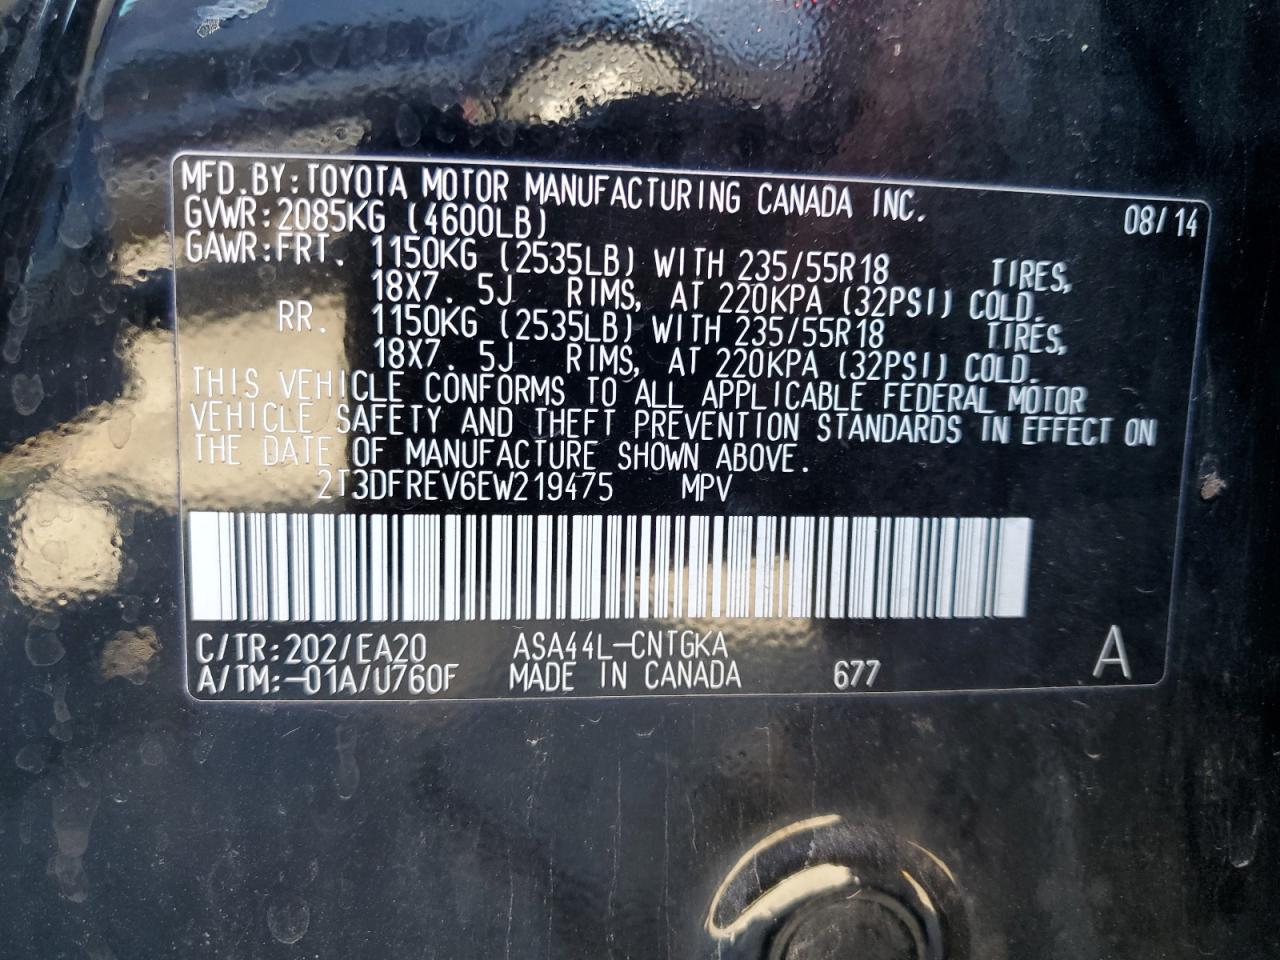 MFD.BY:TOYOTA MOTOR MANUFACTURING CANADA INC. 08/14
GVWR:2085KG (4600LB)
GAWR:FRT. 1150KG (2535LB) WITH 235/55R18 TIRES,
18X7.5J RIMS, AT 220KPA (32PSI) COLD.
RR. 1150KG (2535LB) WITH 235/55R18 TIRES,
18X7.5J RIMS, AT 220KPA (32PSI) COLD.
THIS VEHICLE CONFORMS TO ALL APPLICABLE FEDERAL MOTOR
VEHICLE SAFETY AND THEFT PREVENTION STANDARDS IN EFFECT ON
THE DATE OF MANUFACTURE SHOWN ABOVE.
2T3DFREV6EW219475 MPV
C/TR:202/EA20 ASA44L-CNTGKA
A/TM:-01A/U760F MADE IN CANADA 677 A